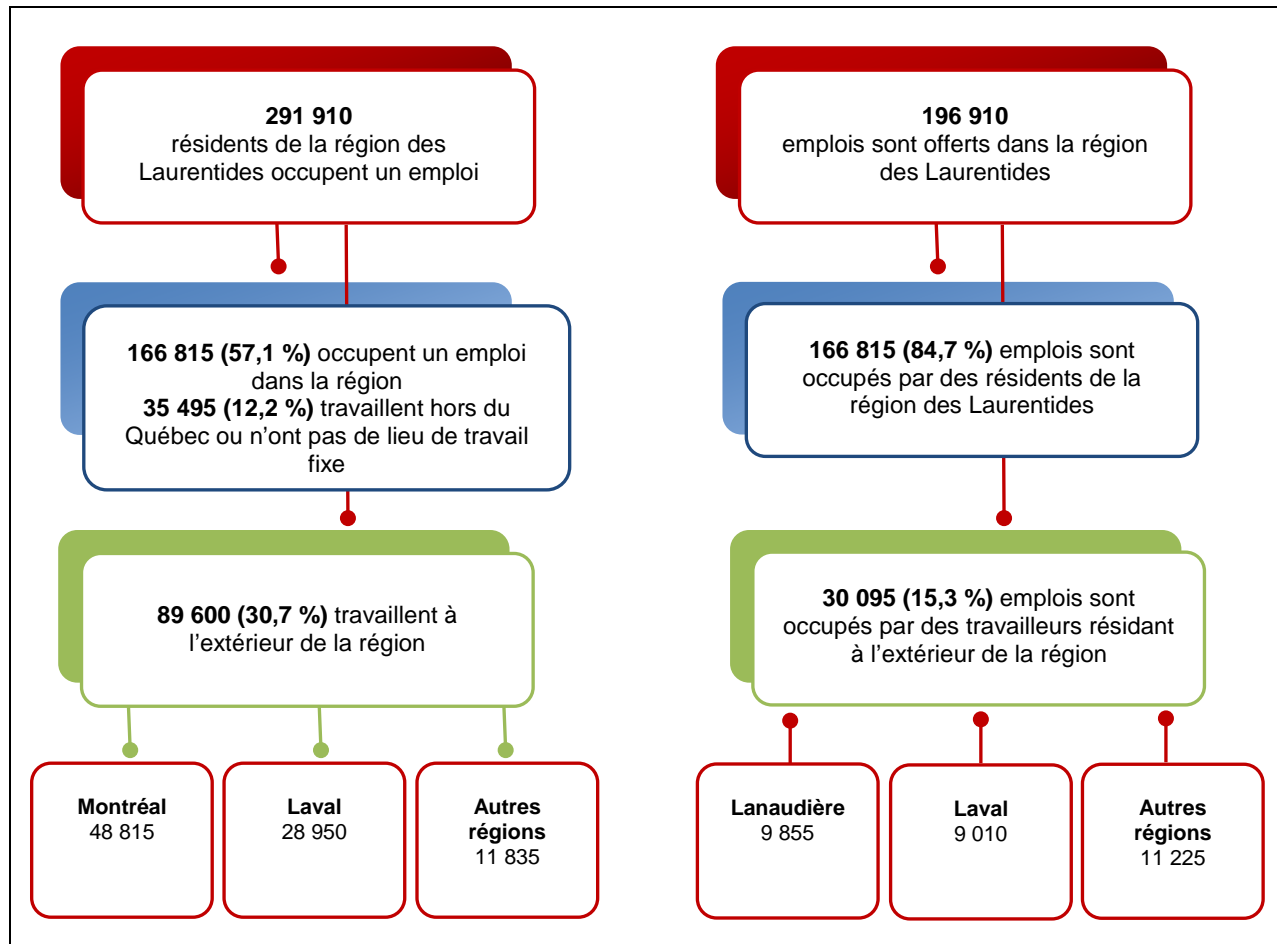 291 910
résidents de la région des
Laurentides occupent un emploi
166 815 (57,1 %) occupent un emploi
dans la région
35 495 (12,2 %) travaillent hors du
Québec ou n’ont pas de lieu de travail
fixe
89 600 (30,7 %) travaillent à
l’extérieur de la région
Montréal
48 815
Laval
28 950
Autres
régions
11 835
196 910
emplois sont offerts dans la région
des Laurentides
166 815 (84,7 %) emplois sont
occupés par des résidents de la
région des Laurentides
30 095 (15,3 %) emplois sont
occupés par des travailleurs résidant
à l’extérieur de la région
Lanaudière
9 855
Laval
9 010
Autres
régions
11 225